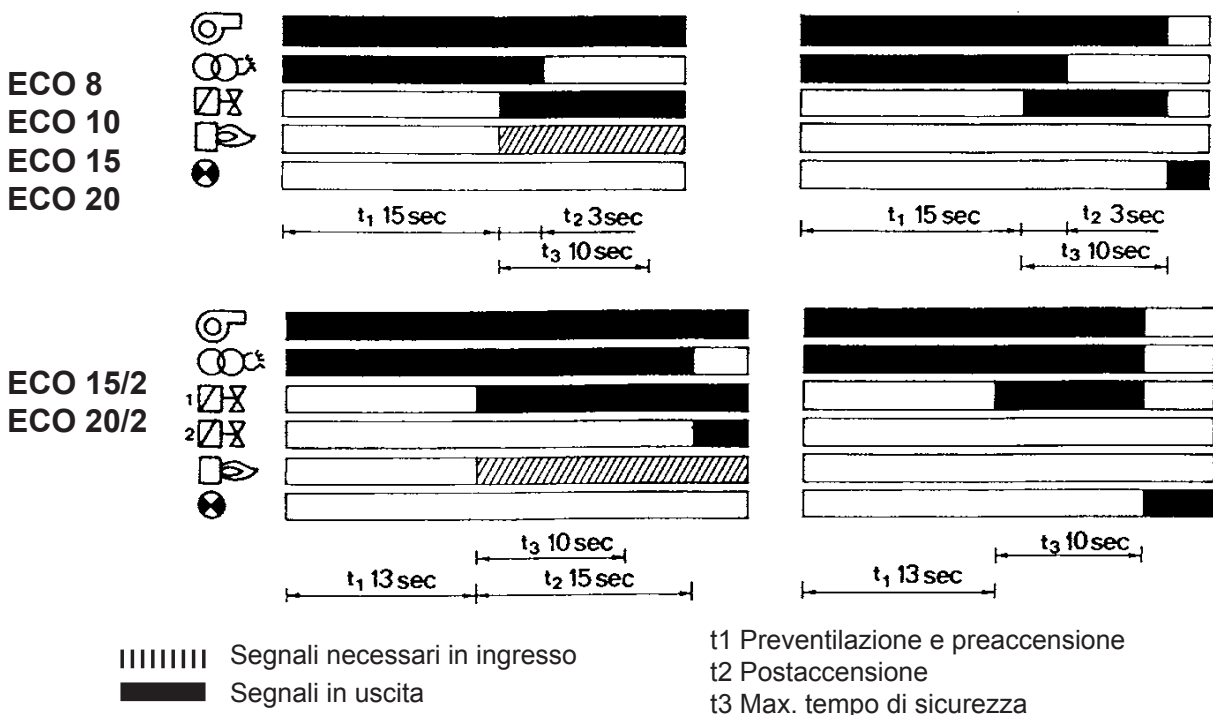 ECO 8
ECO 10
ECO 15
ECO 20
t1 15 sec
t2 3 sec
t3 10 sec
t1 15 sec
t2 3 sec
t3 10 sec
ECO 15/2
ECO 20/2
1
2
t3 10 sec
t1 13 sec
t2 15 sec
t3 10 sec
t1 13 sec
Segnali necessari in ingresso
Segnali in uscita
t1 Preventilazione e preaccensione
t2 Postaccensione
t3 Max. tempo di sicurezza